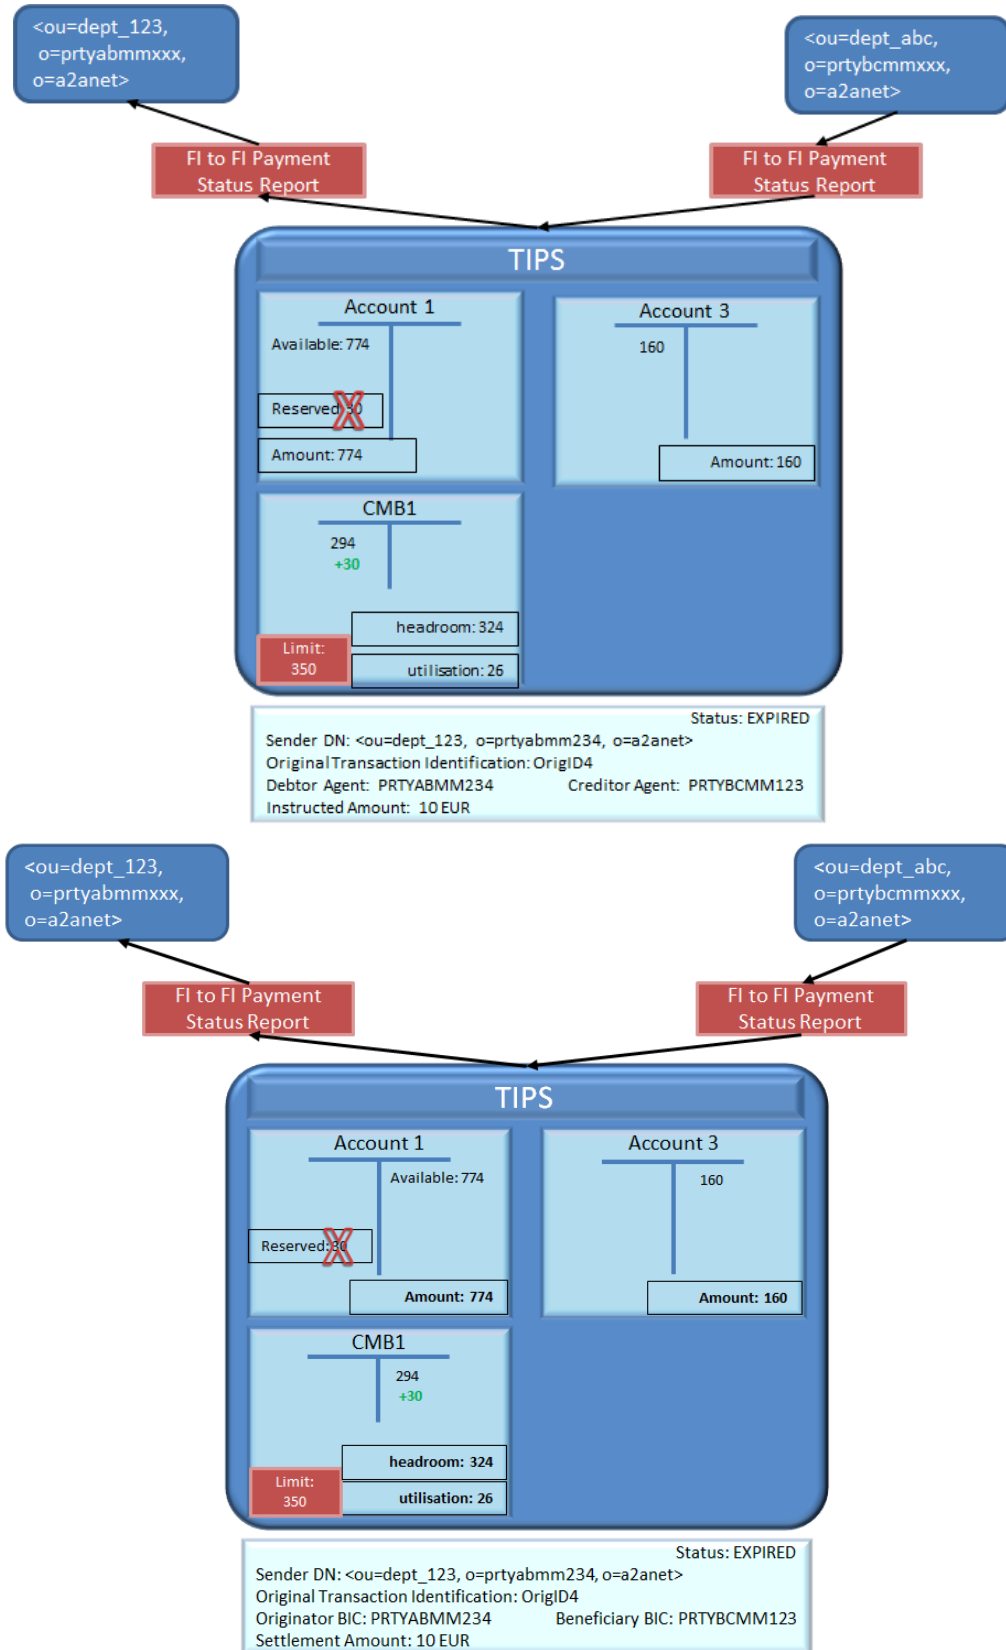 <ou=dept_123,
o=prtyabmmxxx,
o=a2anet>
<ou=dept_abc,
o=prtybcmmxxx,
o=a2anet>
FI to FI Payment
Status Report
FI to FI Payment
Status Report
TIPS
Account 1
Available: 774
Reserved: 30
Amount: 774
Account 3
160
Amount: 160
CMB1
294
+30
headroom: 324
Limit:
350
utilisation: 26
Status: EXPIRED
Sender DN: <ou=dept_123, o=prtyabmm234, o=a2anet>
Original Transaction Identification: OrigID4
Debtor Agent: PRTYABMM234 Creditor Agent: PRTYBCMM123
Instructed Amount: 10 EUR
<ou=dept_123,
o=prtyabmmxxx,
o=a2anet>
<ou=dept_abc,
o=prtybcmmxxx,
o=a2anet>
FI to FI Payment
Status Report
FI to FI Payment
Status Report
TIPS
Account 1
Available: 774
Reserved: 30
Amount: 774
Account 3
160
Amount: 160
CMB1
294
+30
headroom: 324
Limit:
350
utilisation: 26
Status: EXPIRED
Sender DN: <ou=dept_123, o=prtyabmm234, o=a2anet>
Original Transaction Identification: OrigID4
Originator BIC: PRTYABMM234 Beneficiary BIC: PRTYBCMM123
Settlement Amount: 10 EUR